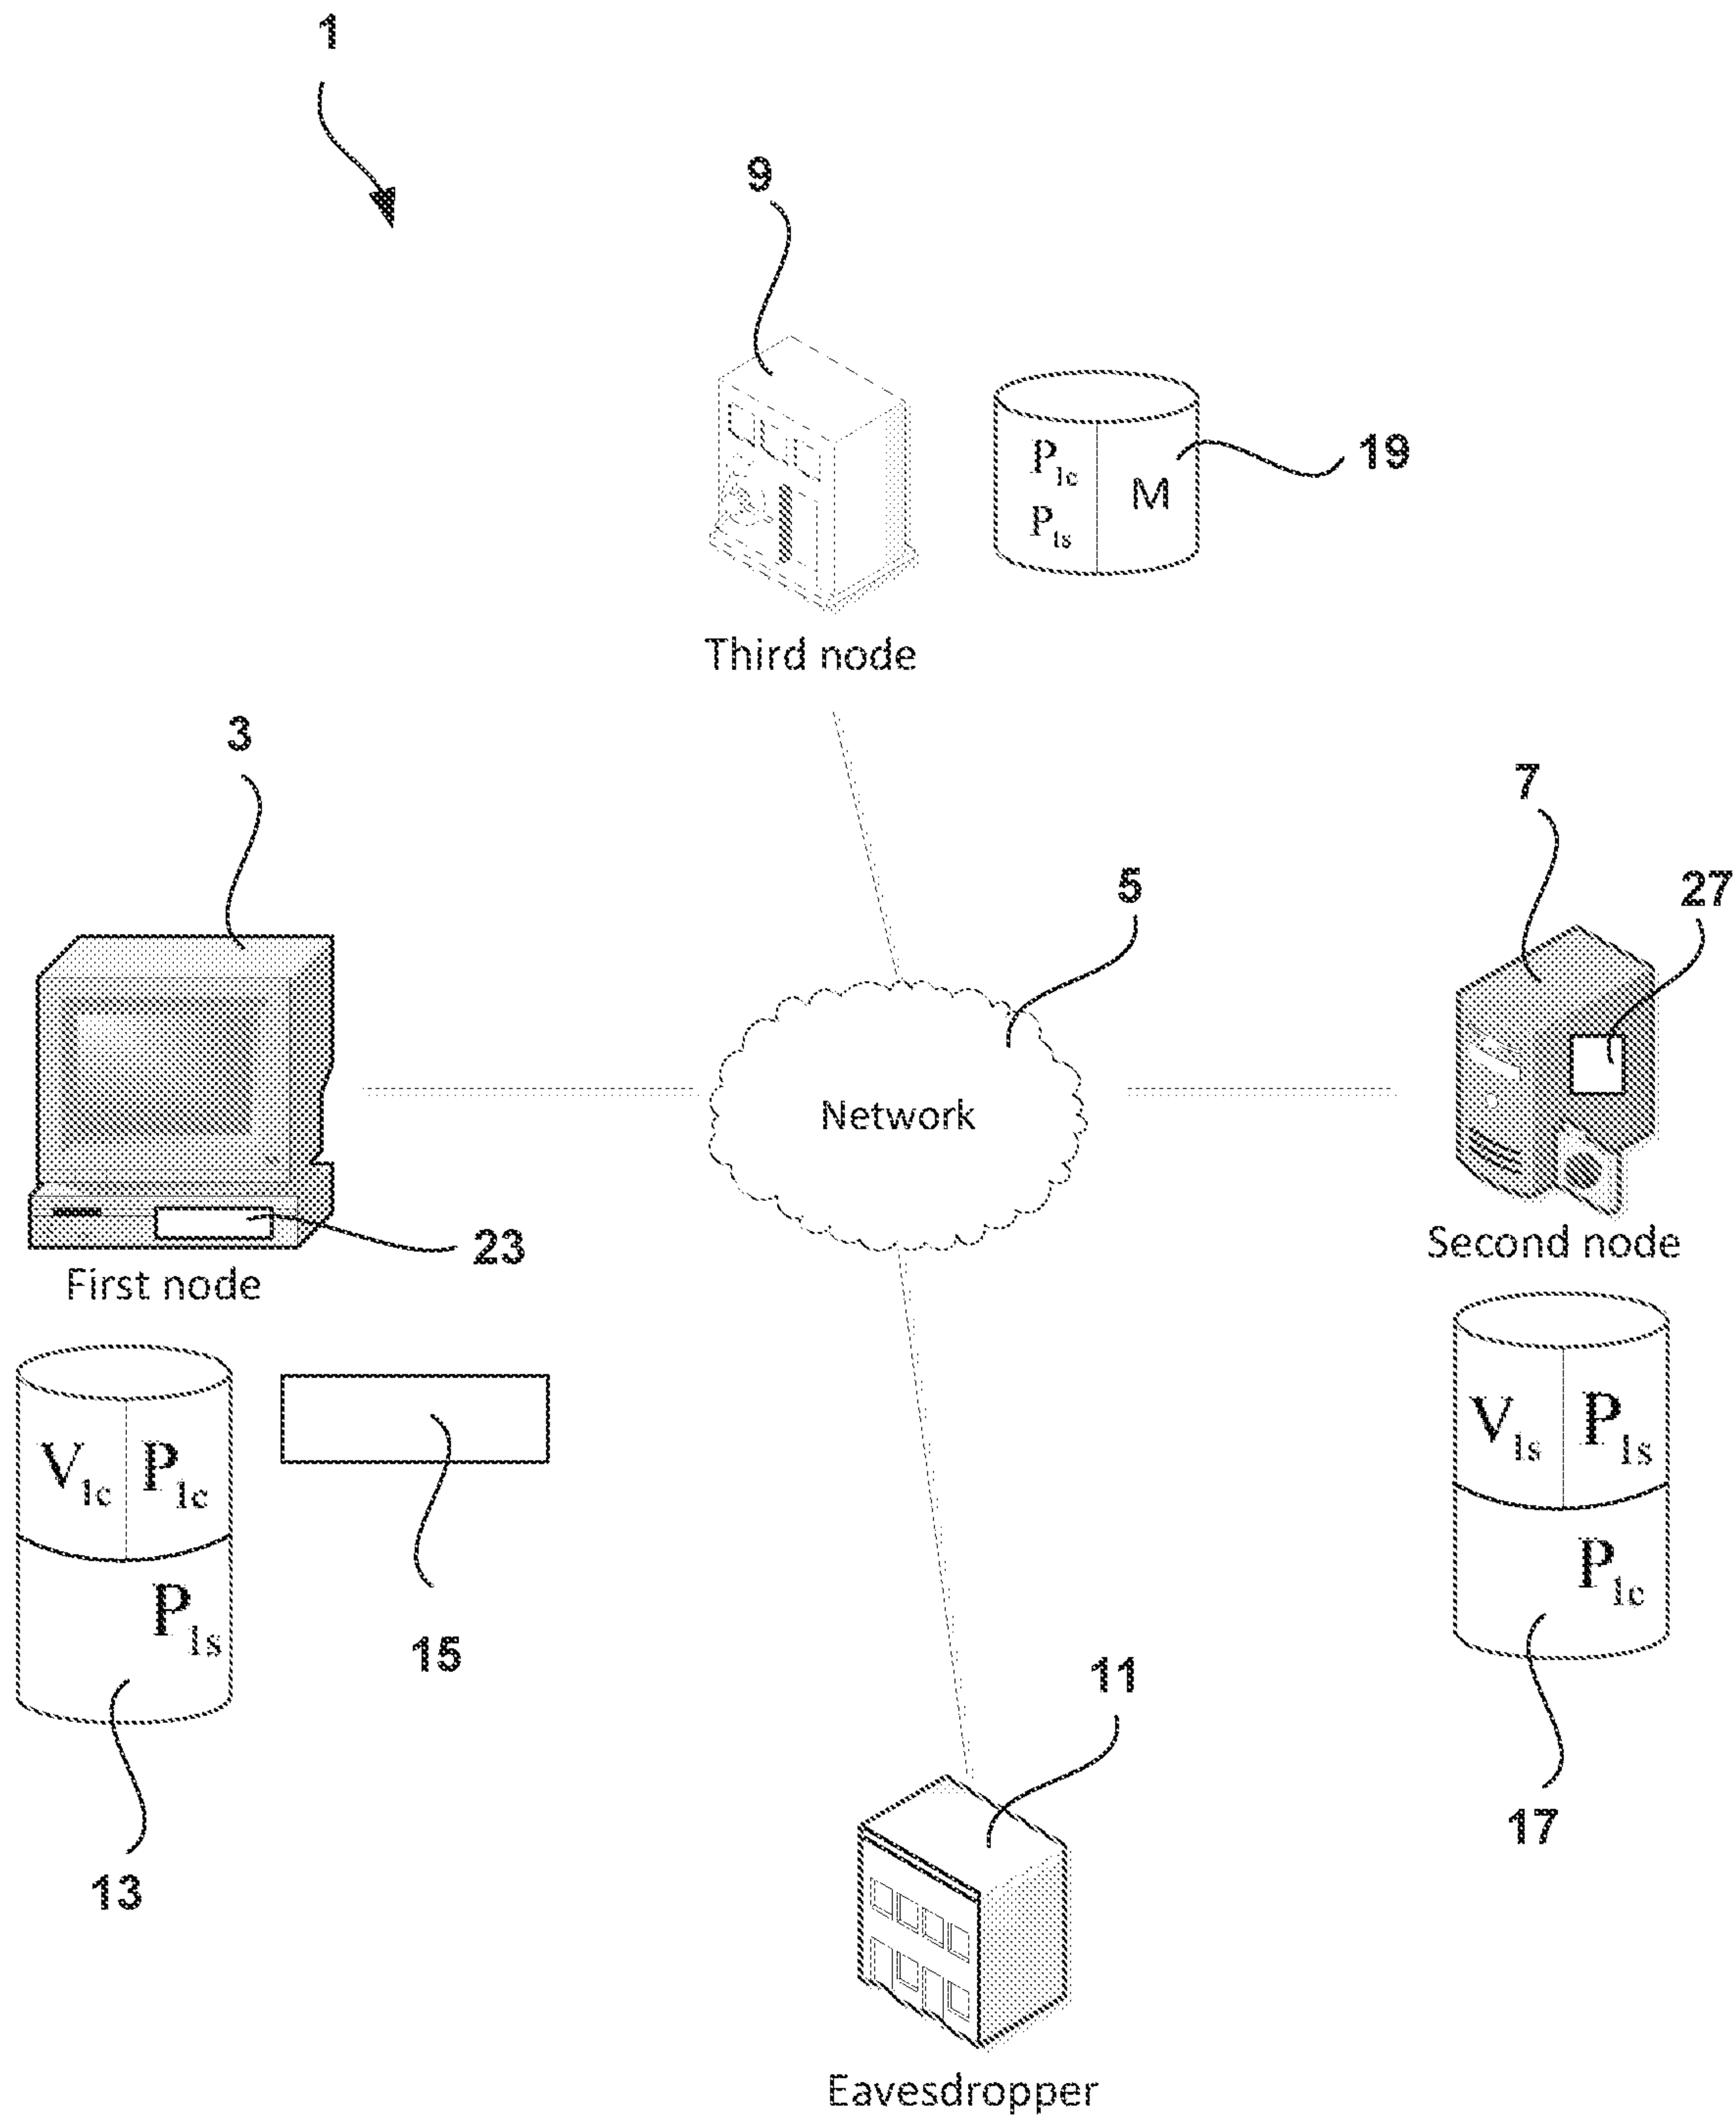 1
9
P1c
19
M
P1s
Third node
3
7
5
27
Network
23
Second node
First node
V1s P1s
V1c P1c
P1c
P1s
15
11
17
13
Eavesdropper